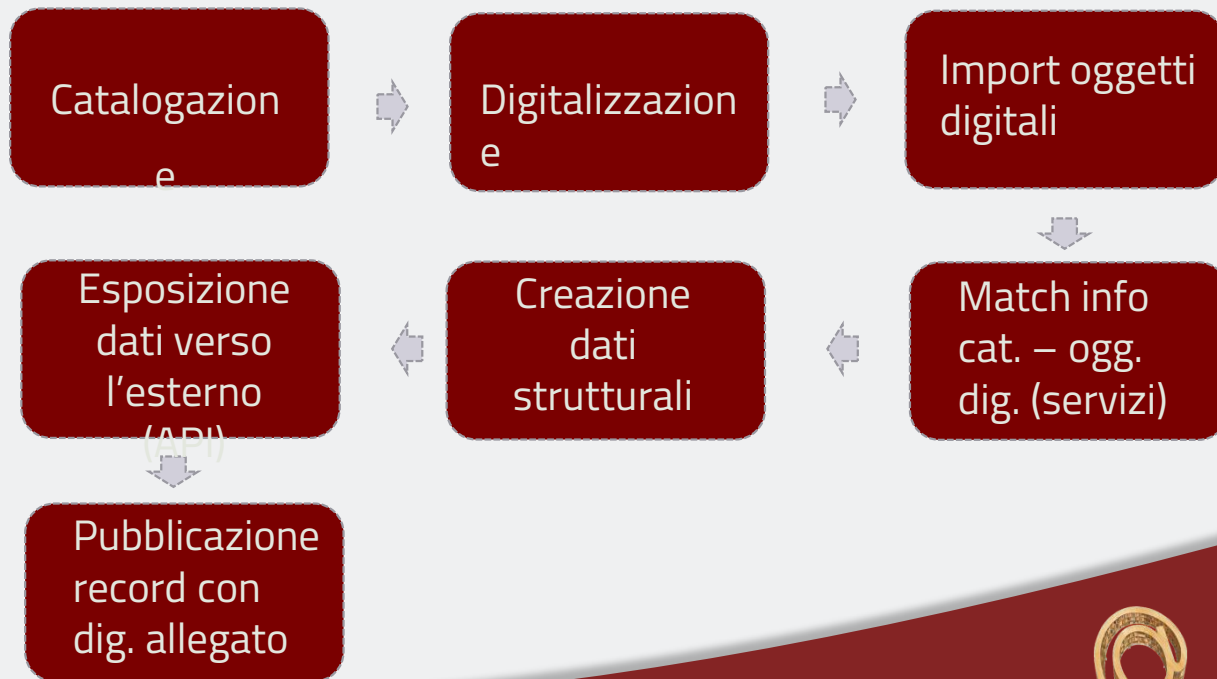 Catalogazion
e
Digitalizzazion
e
Import oggetti
digitali
Match info
cat. – ogg.
dig. (servizi)
Creazione
dati
strutturali
Esposizione
dati verso
l’esterno
(API)
Pubblicazione
record con
dig. allegato